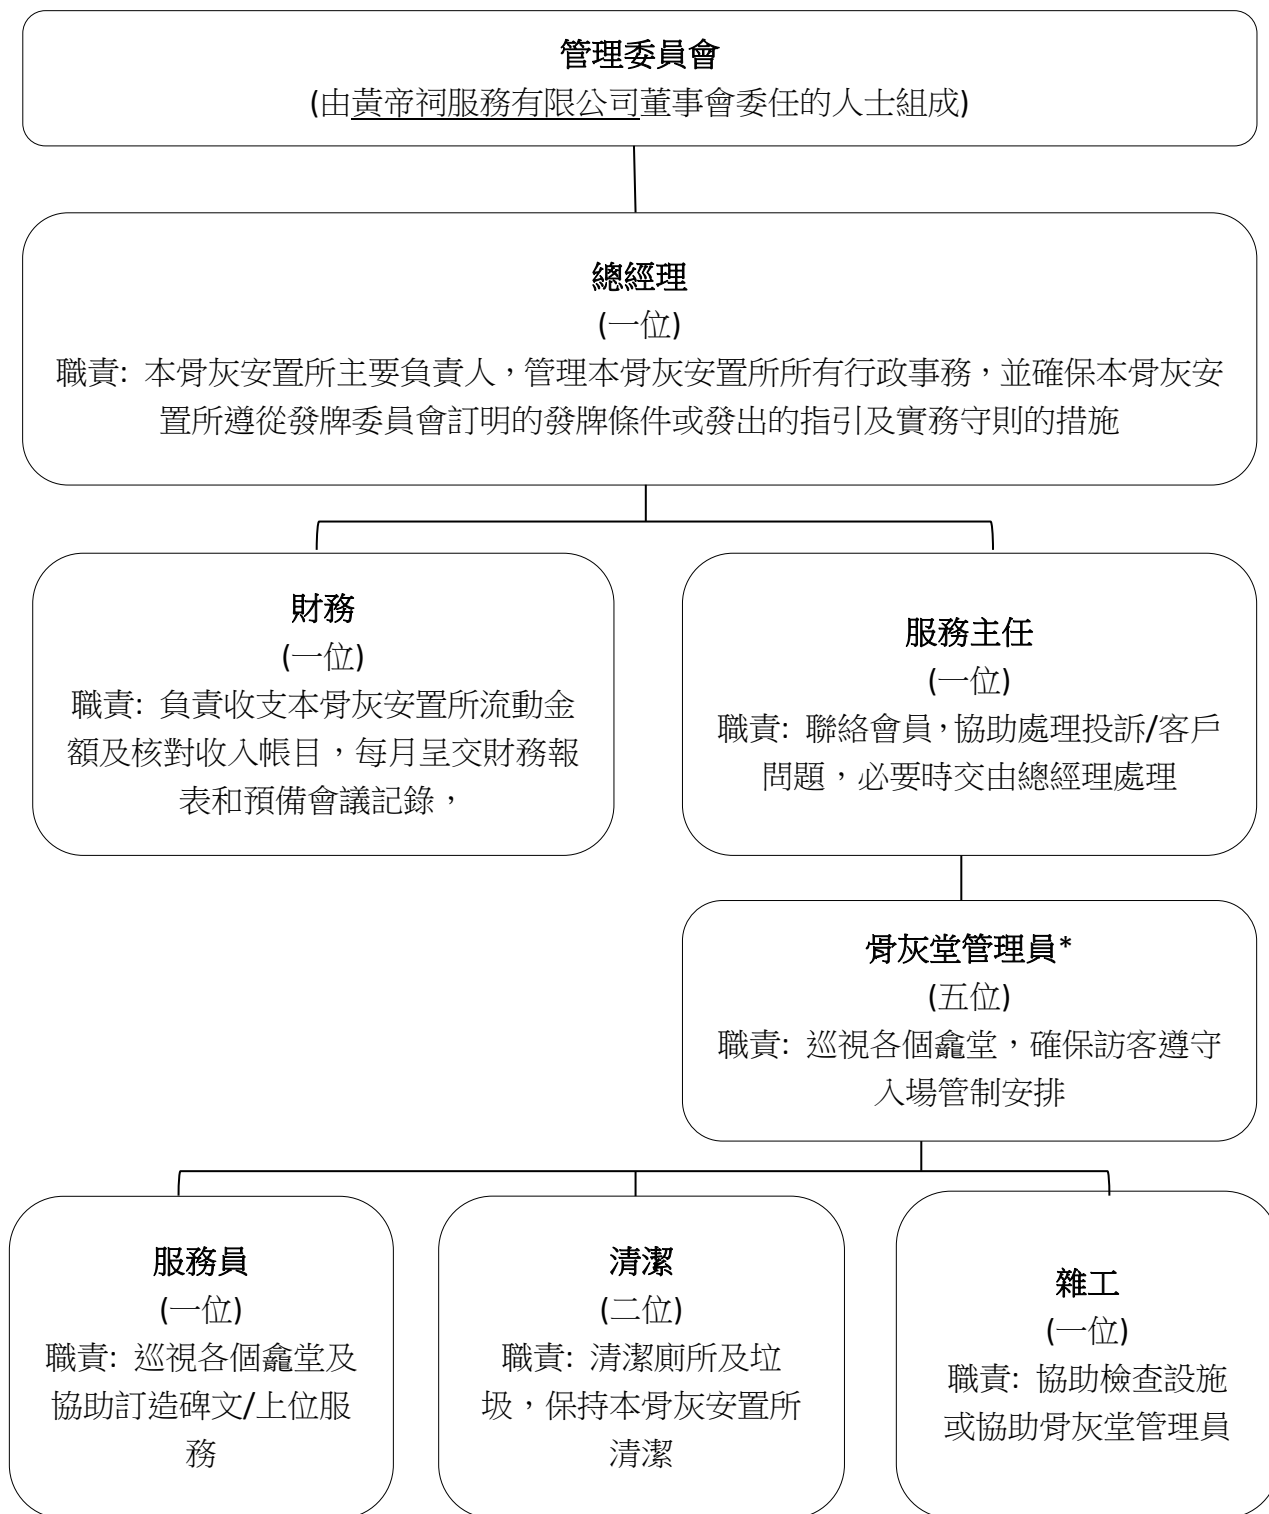 管理委員會
(由黃帝祠服務有限公司董事會委任的人士組成)
總經理
(一位)
職責: 本骨灰安置所主要負責人，管理本骨灰安置所所有行政事務，並確保本骨灰安
置所遵從發牌委員會訂明的發牌條件或發出的指引及實務守則的措施
財務
(一位)
職責: 負責收支本骨灰安置所流動金
額及核對收入帳目，每月呈交財務報
表和預備會議記錄，
服務主任
(一位)
職責: 聯絡會員，協助處理投訴/客戶
問題，必要時交由總經理處理
骨灰堂管理員*
(五位)
職責: 巡視各個龕堂，確保訪客遵守
入場管制安排
服務員
(一位)
職責: 巡視各個龕堂及
協助訂造碑文/上位服
務
清潔
(二位)
職責: 清潔廁所及垃
圾，保持本骨灰安置所
清潔
雜工
(一位)
職責: 協助檢查設施
或協助骨灰堂管理員